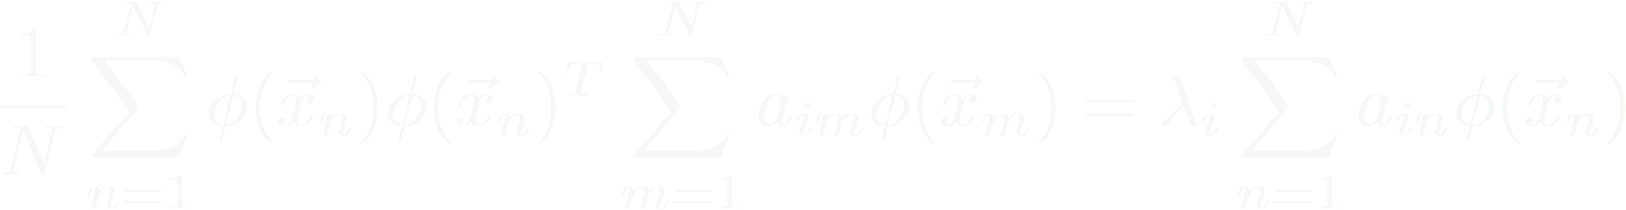 \frac{1}{N} \sum_{n=1}^{N} \phi(\vec{x}_n)\phi(\vec{x}_n)^T \sum_{m=1}^{N} a_{im}\phi(\vec{x}_m) = \lambda_i \sum_{n=1}^{N} a_{in}\phi(\vec{x}_n)